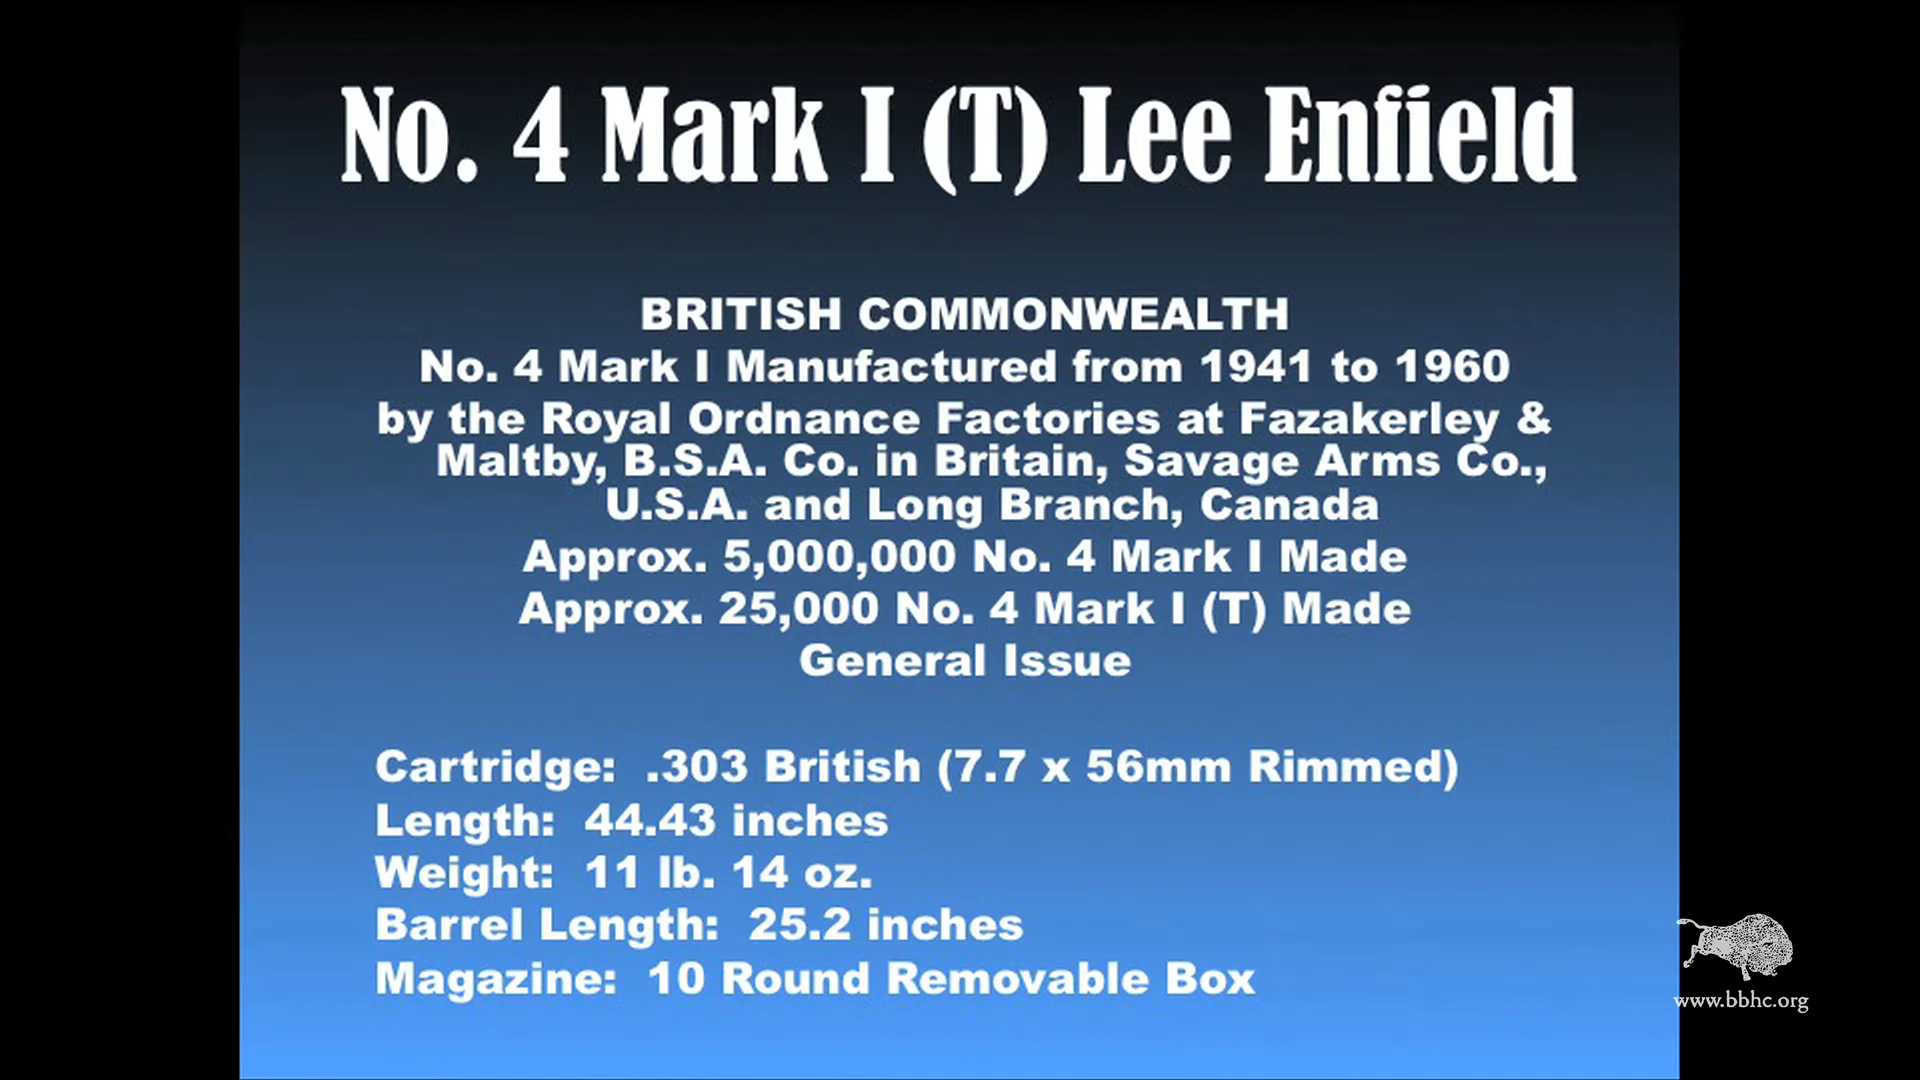 No. 4 Mark I (T) Lee Enfield
BRITISH COMMONWEALTH
No. 4 Mark I Manufactured from 1941 to 1960
by the Royal Ordnance Factories at Fazakerley &
Maltby, B.S.A. Co. in Britain, Savage Arms Co.,
U.S.A. and Long Branch, Canada
Approx. 5,000,000 No. 4 Mark I Made
Approx. 25,000 No. 4 Mark I (T) Made
General Issue
Cartridge: .303 British (7.7 x 56mm Rimmed)
Length: 44.43 inches
Weight: 11 lb. 14 oz.
Barrel Length: 25.2 inches
Magazine: 10 Round Removable Box
www.bbhc.org